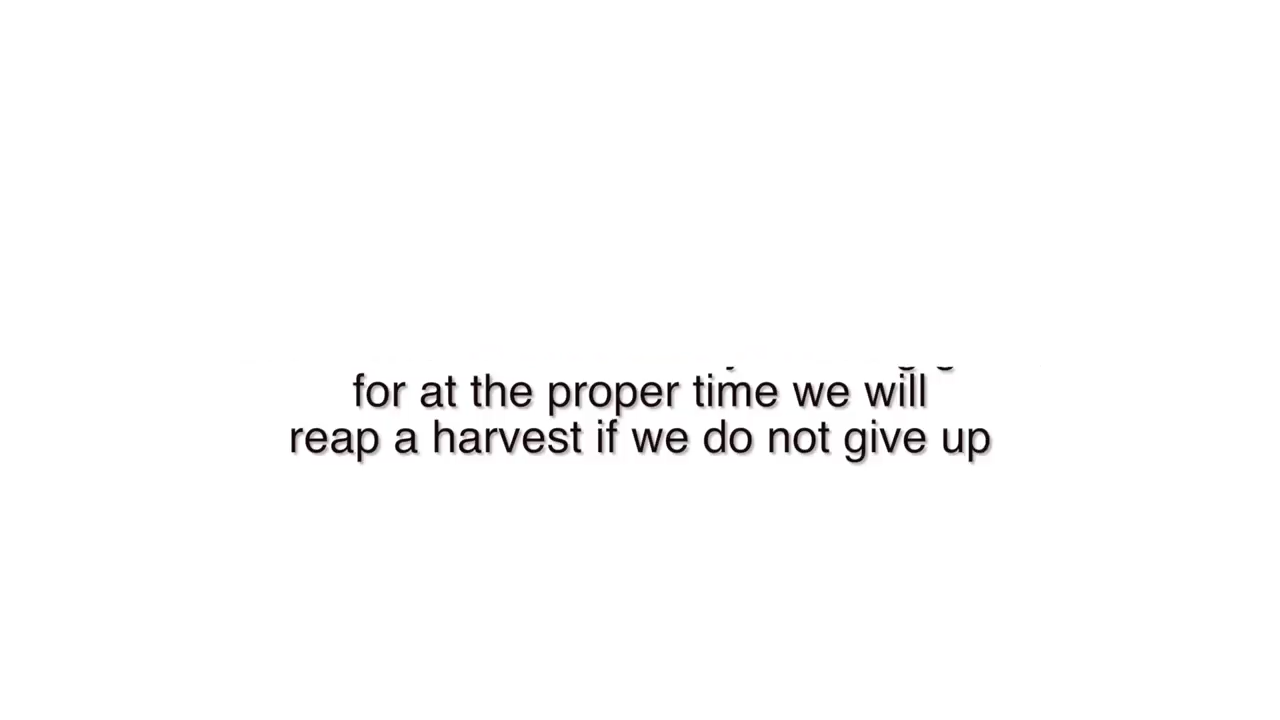 for at the proper time we will
reap a harvest if we do not give up